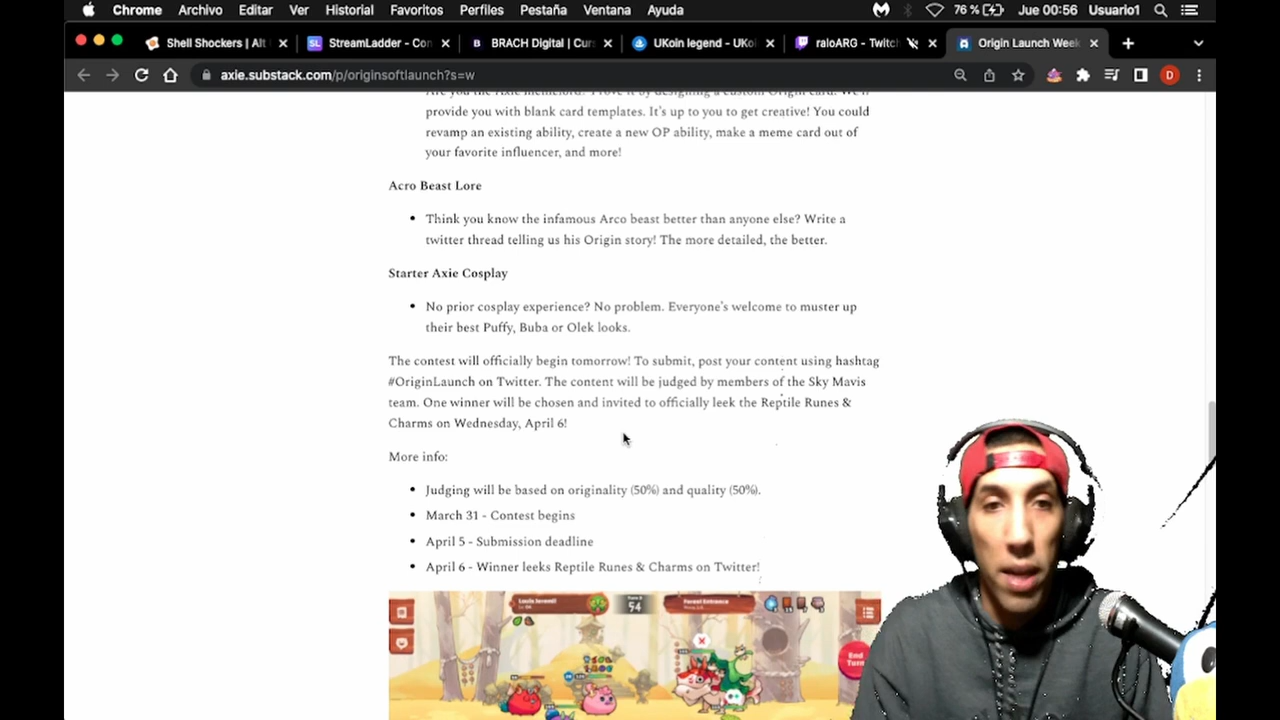 Chrome Archivo Editar Ver Historial Favoritos Perfiles Pestaña Ventana Ayuda 76 % Jue 00:56 Usuario1
Shell Shockers | Alt StreamLadder - Con BRACH Digital | Cur UKoin legend - UKo raloARG - Twitch Origin Launch Week
axie.substack.com/p/originsoftlaunch?s=w D
provide you with blank card templates. It's up to you to get creative! You could
revamp an existing ability, create a new OP ability, make a meme card out of
your favorite influencer, and more!
Acro Beast Lore
• Think you know the infamous Arco beast better than anyone else? Write a
twitter thread telling us his Origin story! The more detailed, the better.
Starter Axie Cosplay
• No prior cosplay experience? No problem. Everyone's welcome to muster up
their best Puffy, Buba or Olek looks.
The contest will officially begin tomorrow! To submit, post your content using hashtag
#OriginLaunch on Twitter. The content will be judged by members of the Sky Mavis
team. One winner will be chosen and invited to officially leek the Reptile Runes &
Charms on Wednesday, April 6!
More info:
• Judging will be based on originality (50%) and quality (50%).
• March 31 - Contest begins
• April 5 - Submission deadline
• April 6 - Winner leeks Reptile Runes & Charms on Twitter!
54
Forest Entrance
End
Turn